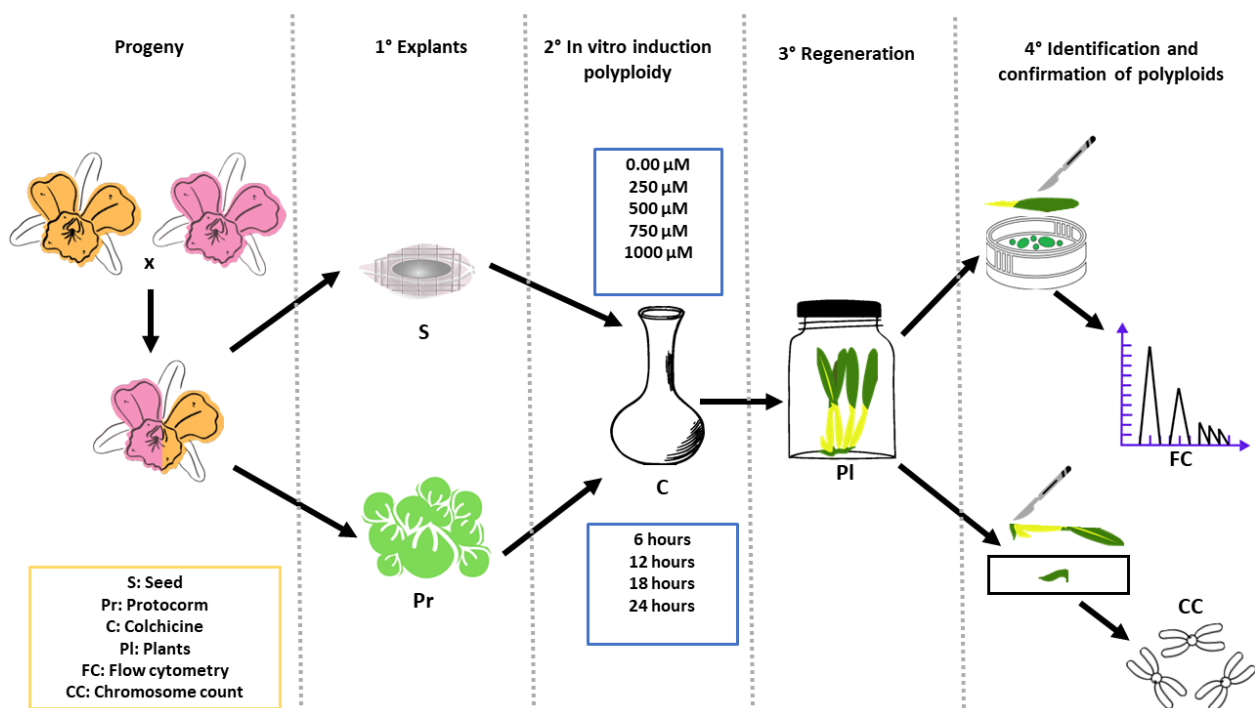 Progeny
1° Explants
2° In vitro induction
polyploidy
3° Regeneration
4° Identification and
confirmation of polyploids
x
S
Pr
0.00 µM
250 µM
500 µM
750 µM
1000 µM
C
6 hours
12 hours
18 hours
24 hours
Pl
FC
CC
S: Seed
Pr: Protocorm
C: Colchicine
Pl: Plants
FC: Flow cytometry
CC: Chromosome count